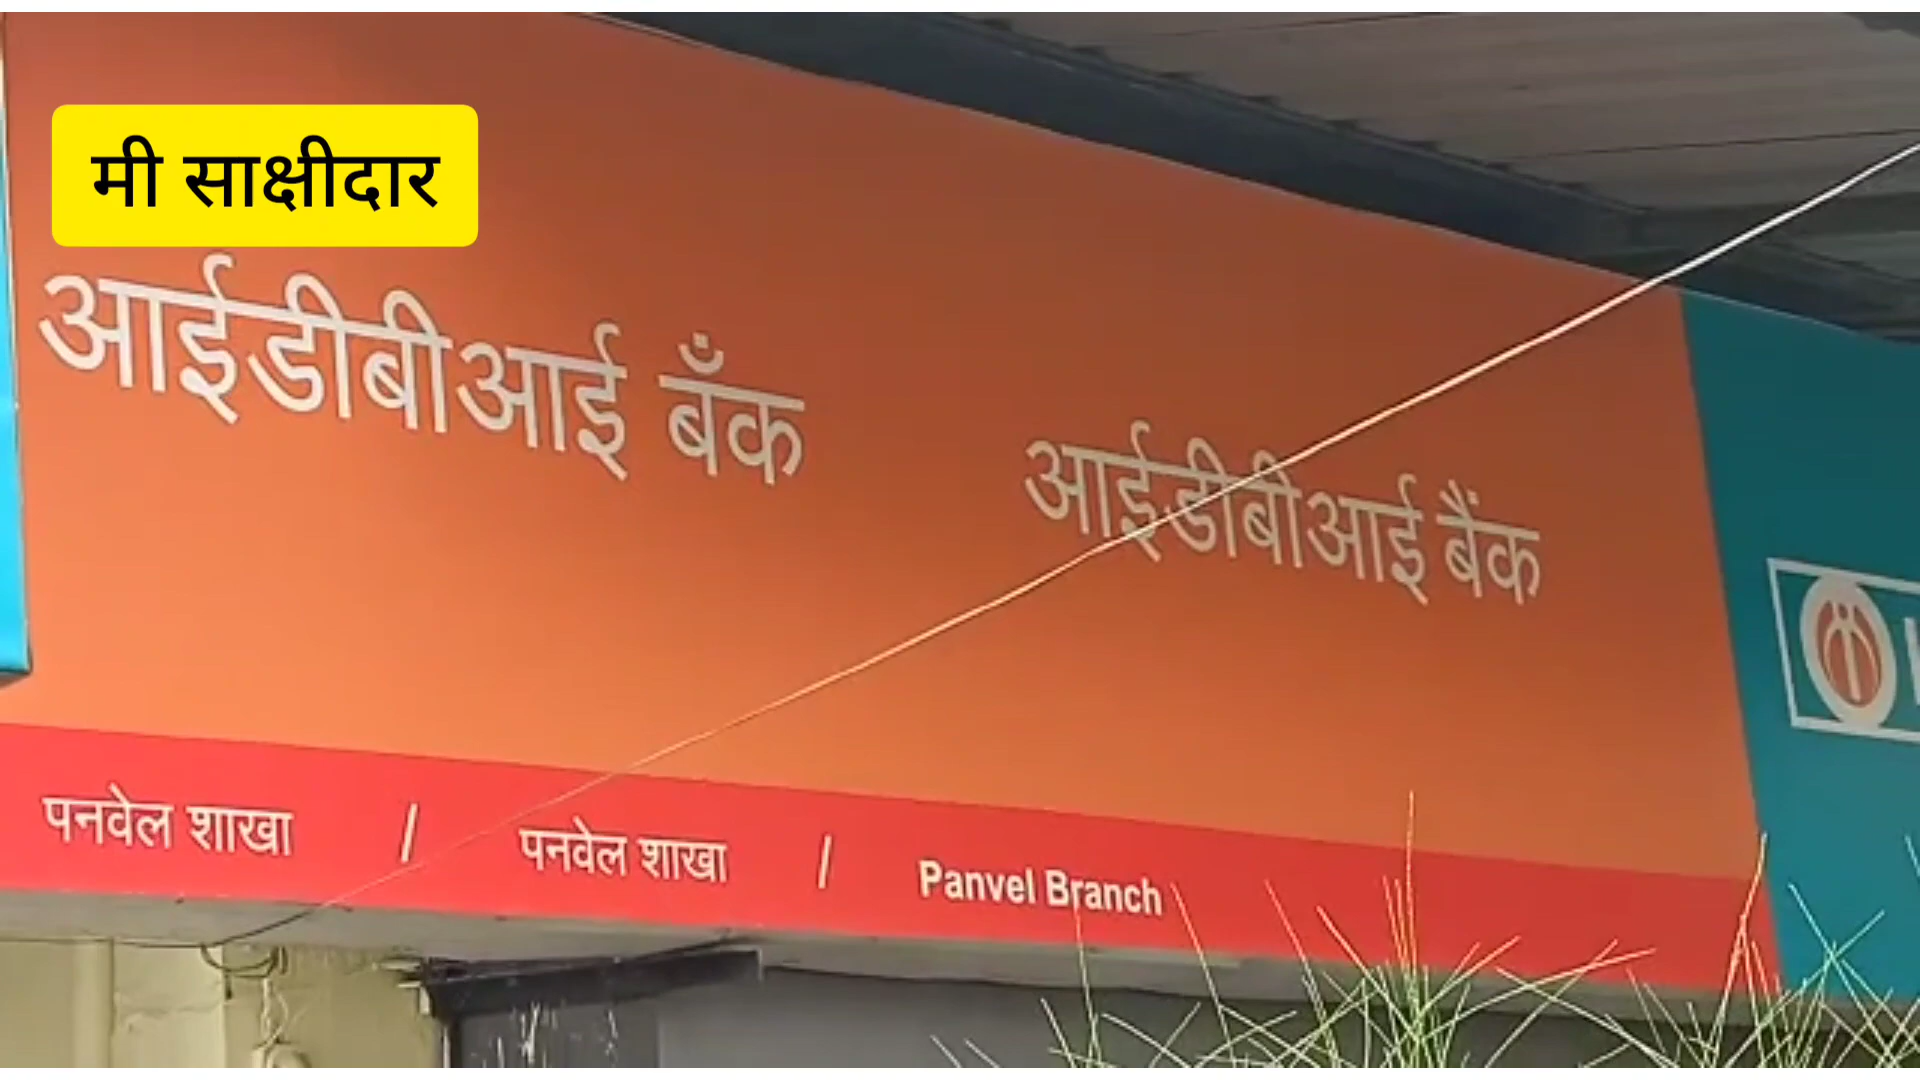 मी साक्षीदार
आईडीबीआई बँक
आईडीबीआई बैंक
पनवेल शाखा / पनवेल शाखा / Panvel Branch